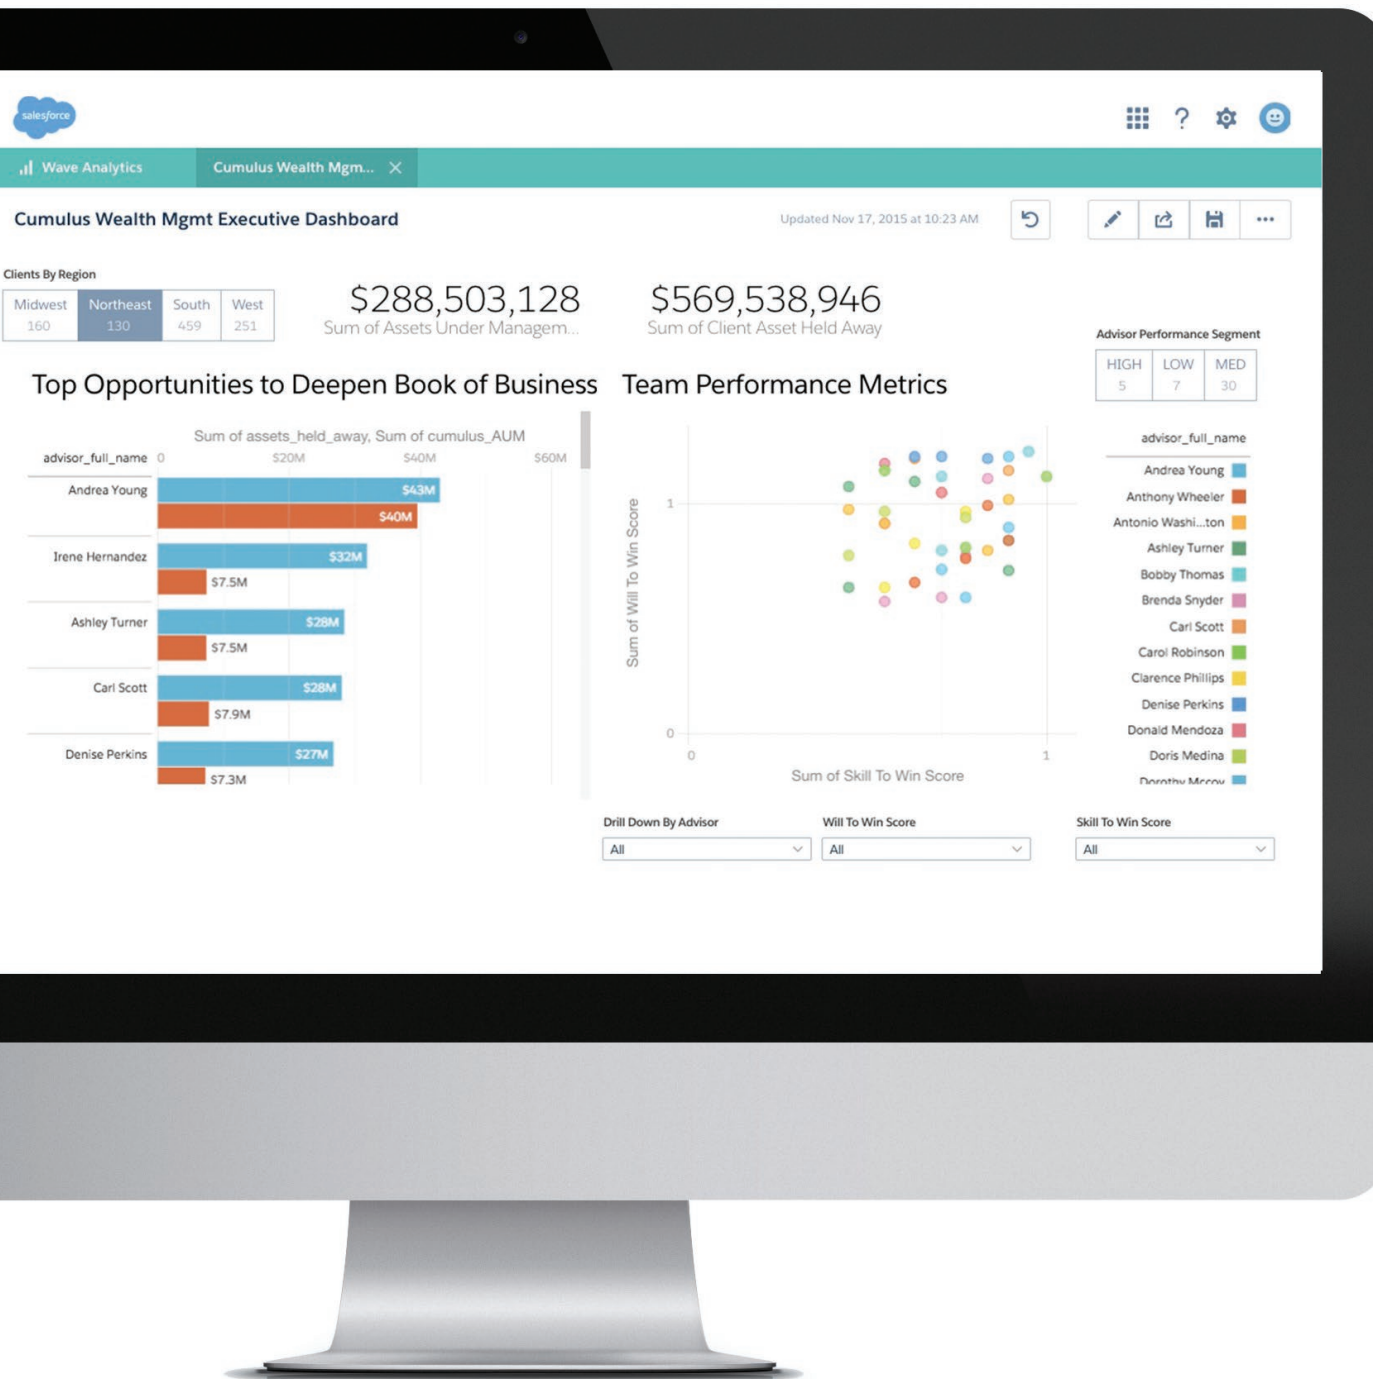 salesforce
?
Wave Analytics
Cumulus Wealth Mgm...
Cumulus Wealth Mgmt Executive Dashboard
Updated Nov 17, 2015 at 10:23 AM
Clients By Region
Midwest Northeast South West
160 130 459 251
$288,503,128
Sum of Assets Under Managem...
$569,538,946
Sum of Client Asset Held Away
Advisor Performance Segment
HIGH LOW MED
5 7 30
Top Opportunities to Deepen Book of Business
Sum of assets_held_away, Sum of cumulus_AUM
advisor_full_name 0 $20M $40M $60M
Andrea Young $43M
$40M
Irene Hernandez $32M
$7.5M
Ashley Turner $28M
$7.5M
Carl Scott $28M
$7.9M
Denise Perkins $27M
$7.3M
Team Performance Metrics
Sum of Will To Win Score
1
0
0 1
Sum of Skill To Win Score
advisor_full_name
Andrea Young
Anthony Wheeler
Antonio Washi...ton
Ashley Turner
Bobby Thomas
Brenda Snyder
Carl Scott
Carol Robinson
Clarence Phillips
Denise Perkins
Donald Mendoza
Doris Medina
Dorothy Mccoy
Drill Down By Advisor
All
Will To Win Score
All
Skill To Win Score
All